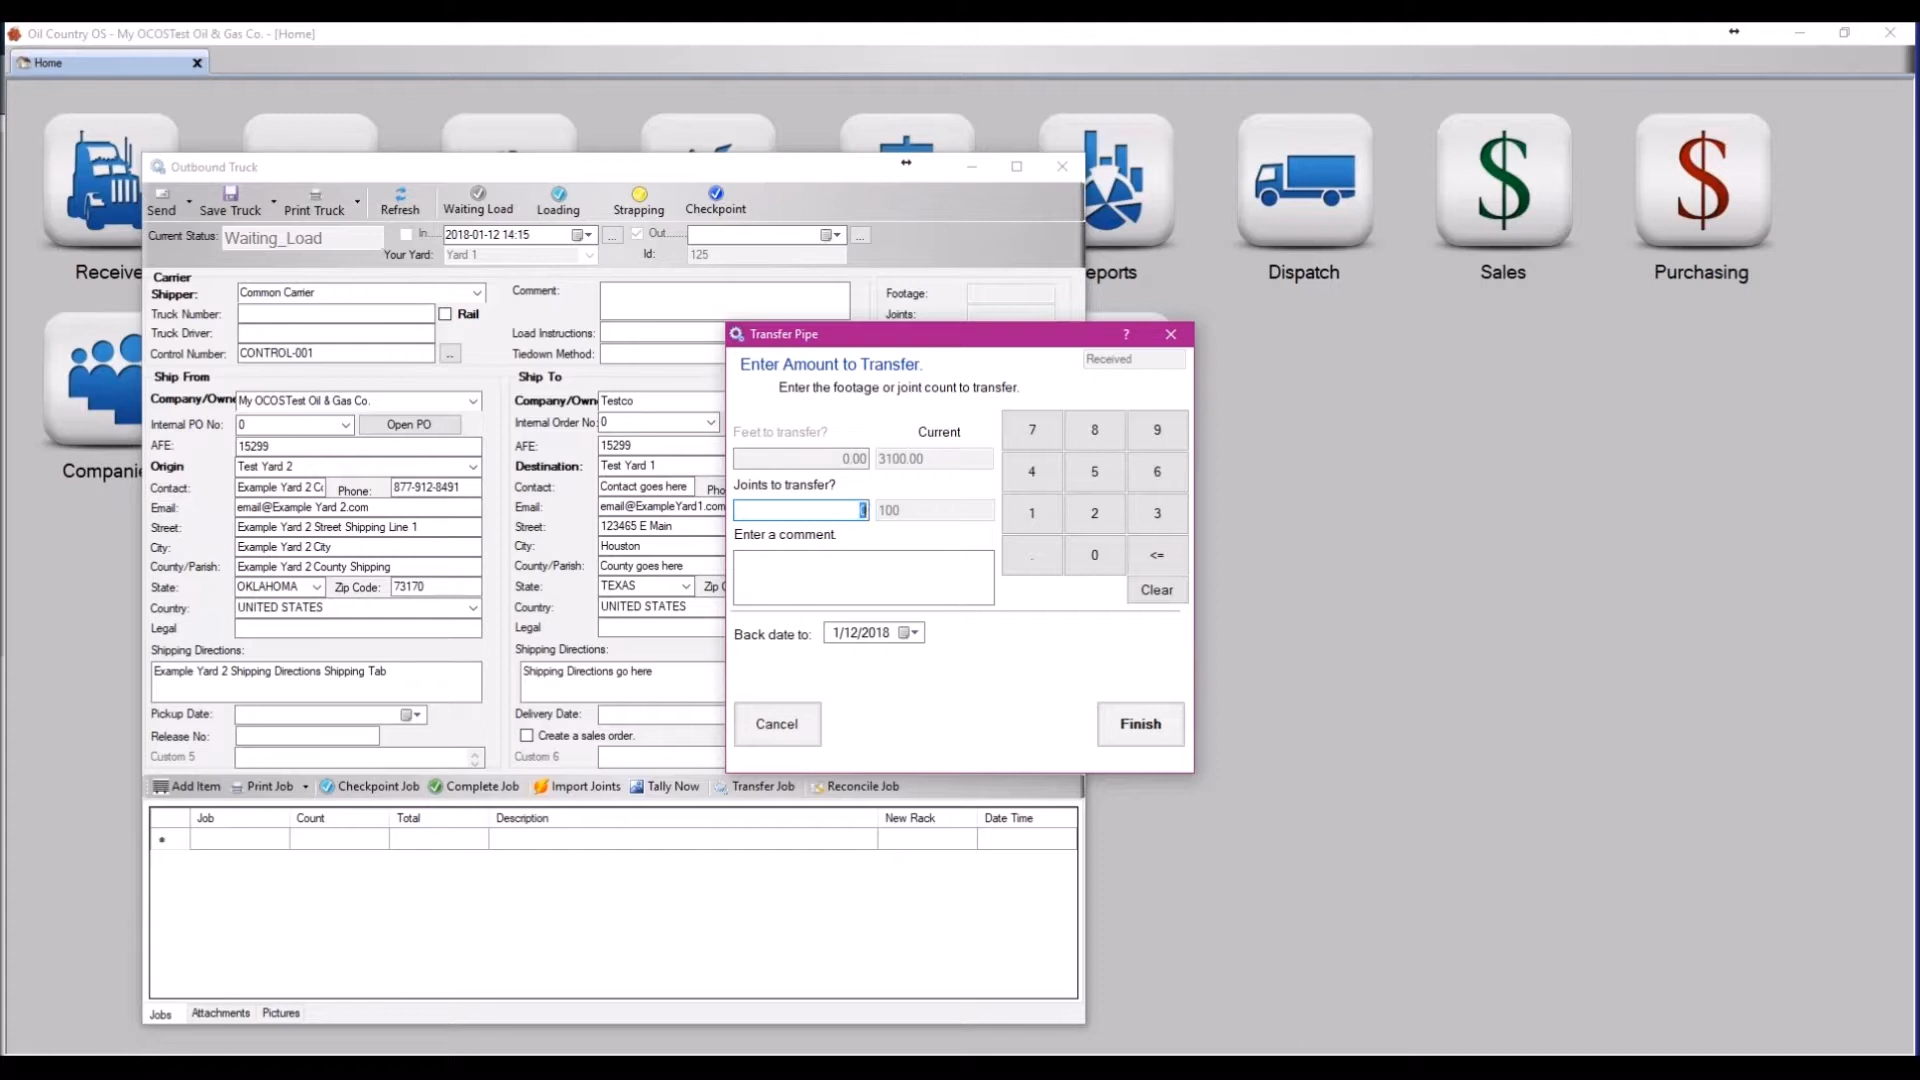 Oil Country OS - My OCOSTest Oil & Gas Co. - [Home]
Home
Dispatch
Sales
Purchasing
Outbound Truck
Send
Save Truck
Print Truck
Refresh
Waiting Load
Loading
Strapping
Checkpoint
Current Status: Waiting_Load
In 2018-01-12 14:15 ... Out ...
Your Yard: Yard 1 Id: 125
Carrier
Shipper: Common Carrier
Truck Number: Rail
Truck Driver:
Control Number: CONTROL-001 ..
Comment:
Load Instructions:
Tiedown Method:
Footage:
Joints:
Ship From
Company/Owne My OCOSTest Oil & Gas Co.
Internal PO No: 0 Open PO
AFE: 15299
Origin Test Yard 2
Contact: Example Yard 2 Phone: 877-912-8491
Email: email@Example Yard 2.com
Street: Example Yard 2 Street Shipping Line 1
City: Example Yard 2 City
County/Parish: Example Yard 2 County Shipping
State: OKLAHOMA Zip Code: 73170
Country: UNITED STATES
Legal
Shipping Directions:
Example Yard 2 Shipping Directions Shipping Tab
Pickup Date:
Release No:
Custom 5
Ship To
Company/Own Testco
Internal Order No: 0
AFE: 15299
Destination: Test Yard 1
Contact: Contact goes here Pho
Email: email@ExampleYard1.com
Street: 123465 E Main
City: Houston
County/Parish: County goes here
State: TEXAS Zip C
Country: UNITED STATES
Legal
Shipping Directions:
Shipping Directions go here
Delivery Date:
Create a sales order.
Custom 6
Transfer Pipe ?
Enter Amount to Transfer.
Received
Enter the footage or joint count to transfer.
Feet to transfer? Current
0.00 3100.00
Joints to transfer?
100
Enter a comment.
7 8 9
4 5 6
1 2 3
. 0 <=
Clear
Back date to: 1/12/2018
Cancel
Finish
Add Item Print Job Checkpoint Job Complete Job Import Joints Tally Now Transfer Job Reconcile Job
Job Count Total Description New Rack Date Time
Jobs Attachments Pictures
Receive
Companie
eports